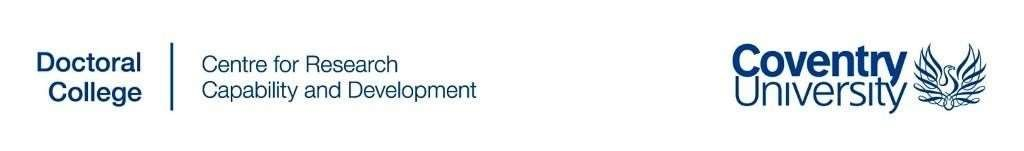 Doctoral
College
Centre for Research
Capability and Development
Coventry
University